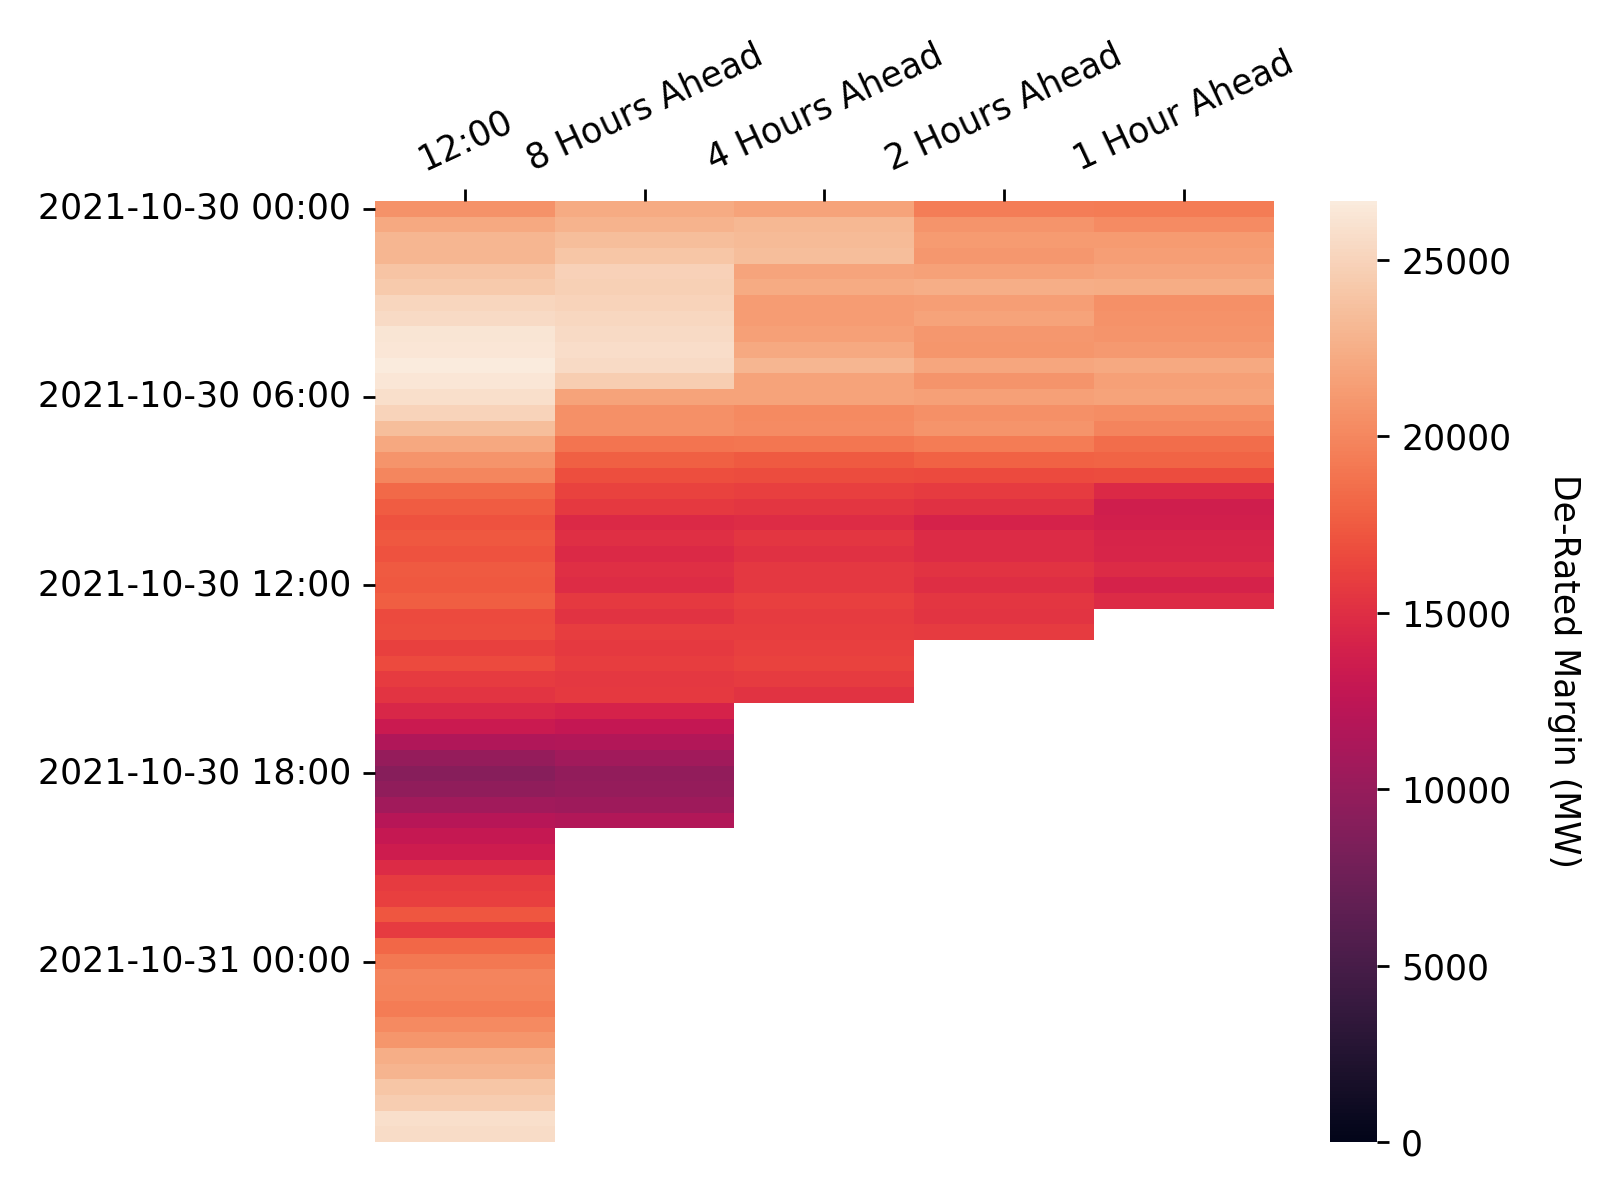 12:00
8 Hours Ahead
4 Hours Ahead
2 Hours Ahead
1 Hour Ahead
2021-10-30 00:00
2021-10-30 06:00
2021-10-30 12:00
2021-10-30 18:00
2021-10-31 00:00
25000
20000
15000
10000
5000
0
De-Rated Margin (MW)